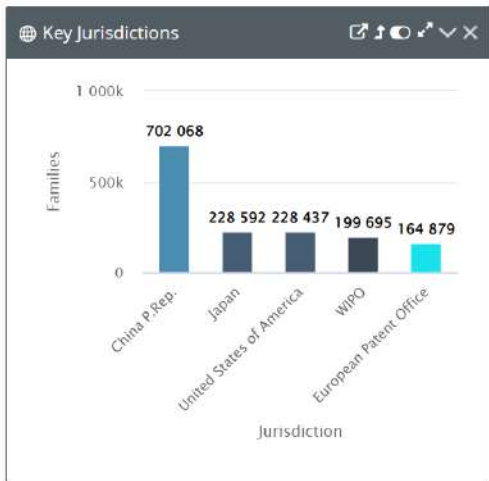 Key Jurisdictions
1 000k
702 068
500k
228 592 228 437 199 695 164 879
0
Families
China P.Rep.
Japan
United States of America
WIPO
European Patent Office
Jurisdiction